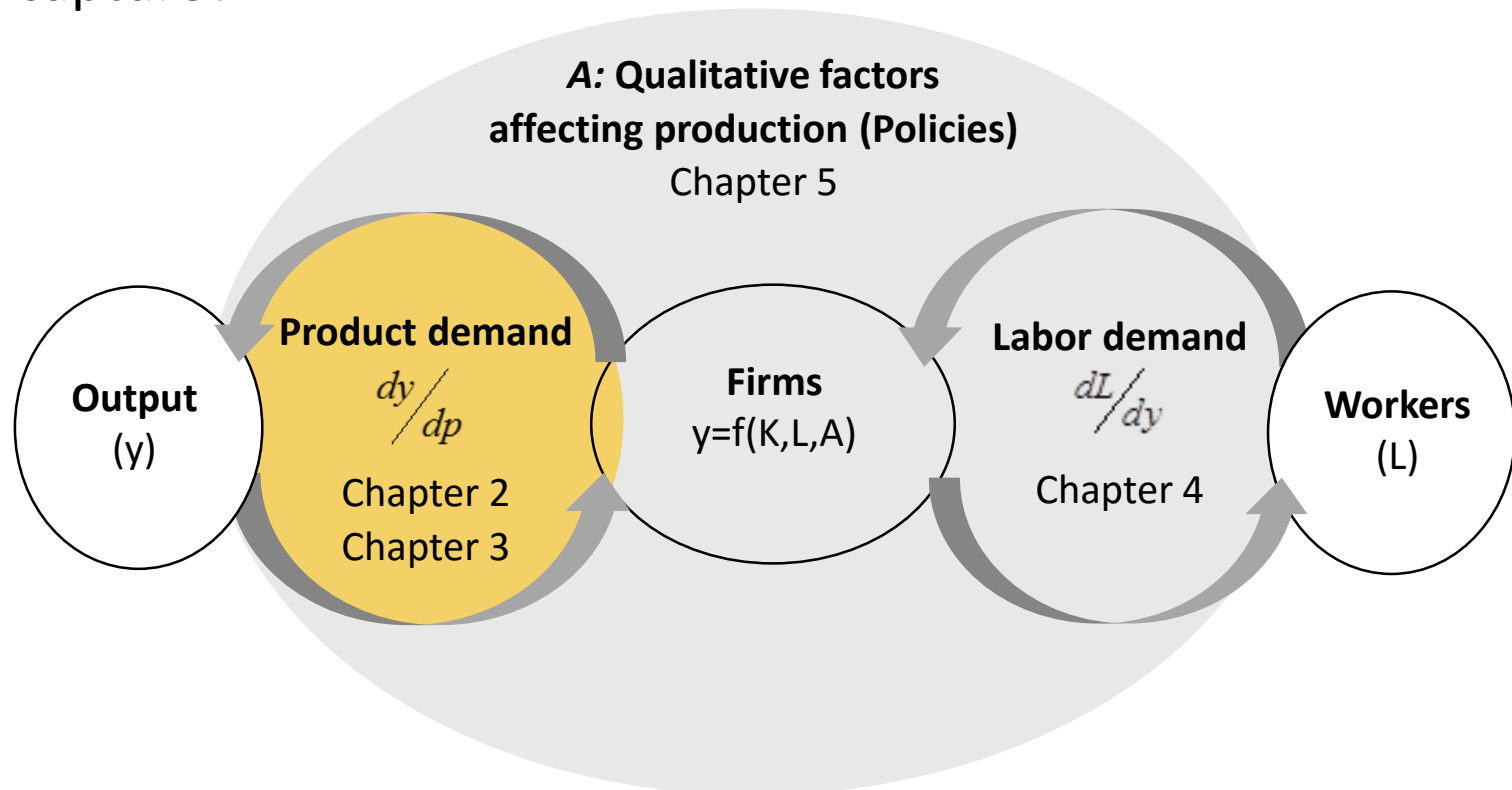 A: Qualitative factors
affecting production (Policies)
Chapter 5
Output
(y)
Product demand
dy/dp
Chapter 2
Chapter 3
Firms
y=f(K,L,A)
Labor demand
dL/dy
Chapter 4
Workers
(L)